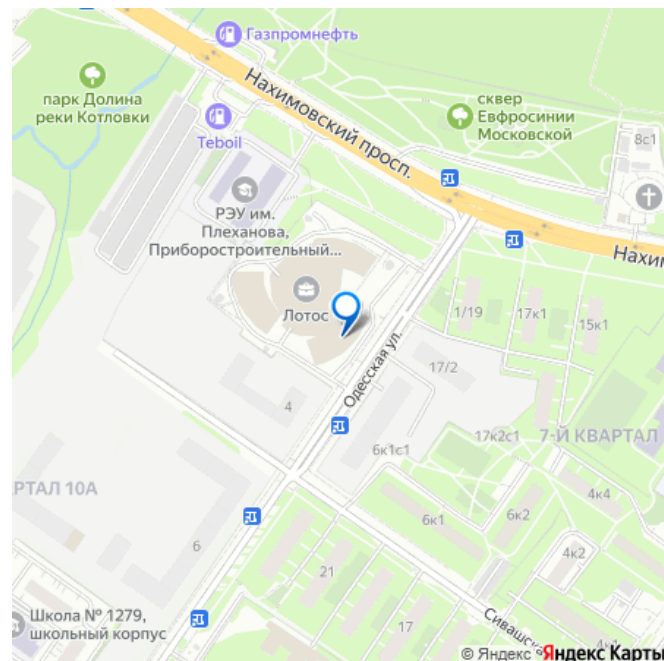 Газпромнефть
парк Долина
реки Котловки
Teboil
Нахимовский просп.
сквер
Евфросинии
Московской
8с1
РЭУ им.
Плеханова,
Приборостроительный...
Нахим
Лотос
1/19
17к1
15к1
Одесская ул.
17/2
4
6к1с1
17к2с1
7-Й КВАРТАЛ
АРТАЛ 10А
4к4
6к1
6к2
4к2
6
21
17
Школа № 1279,
школьный корпус
Сивашска
© Яндекс Яндекс Карты